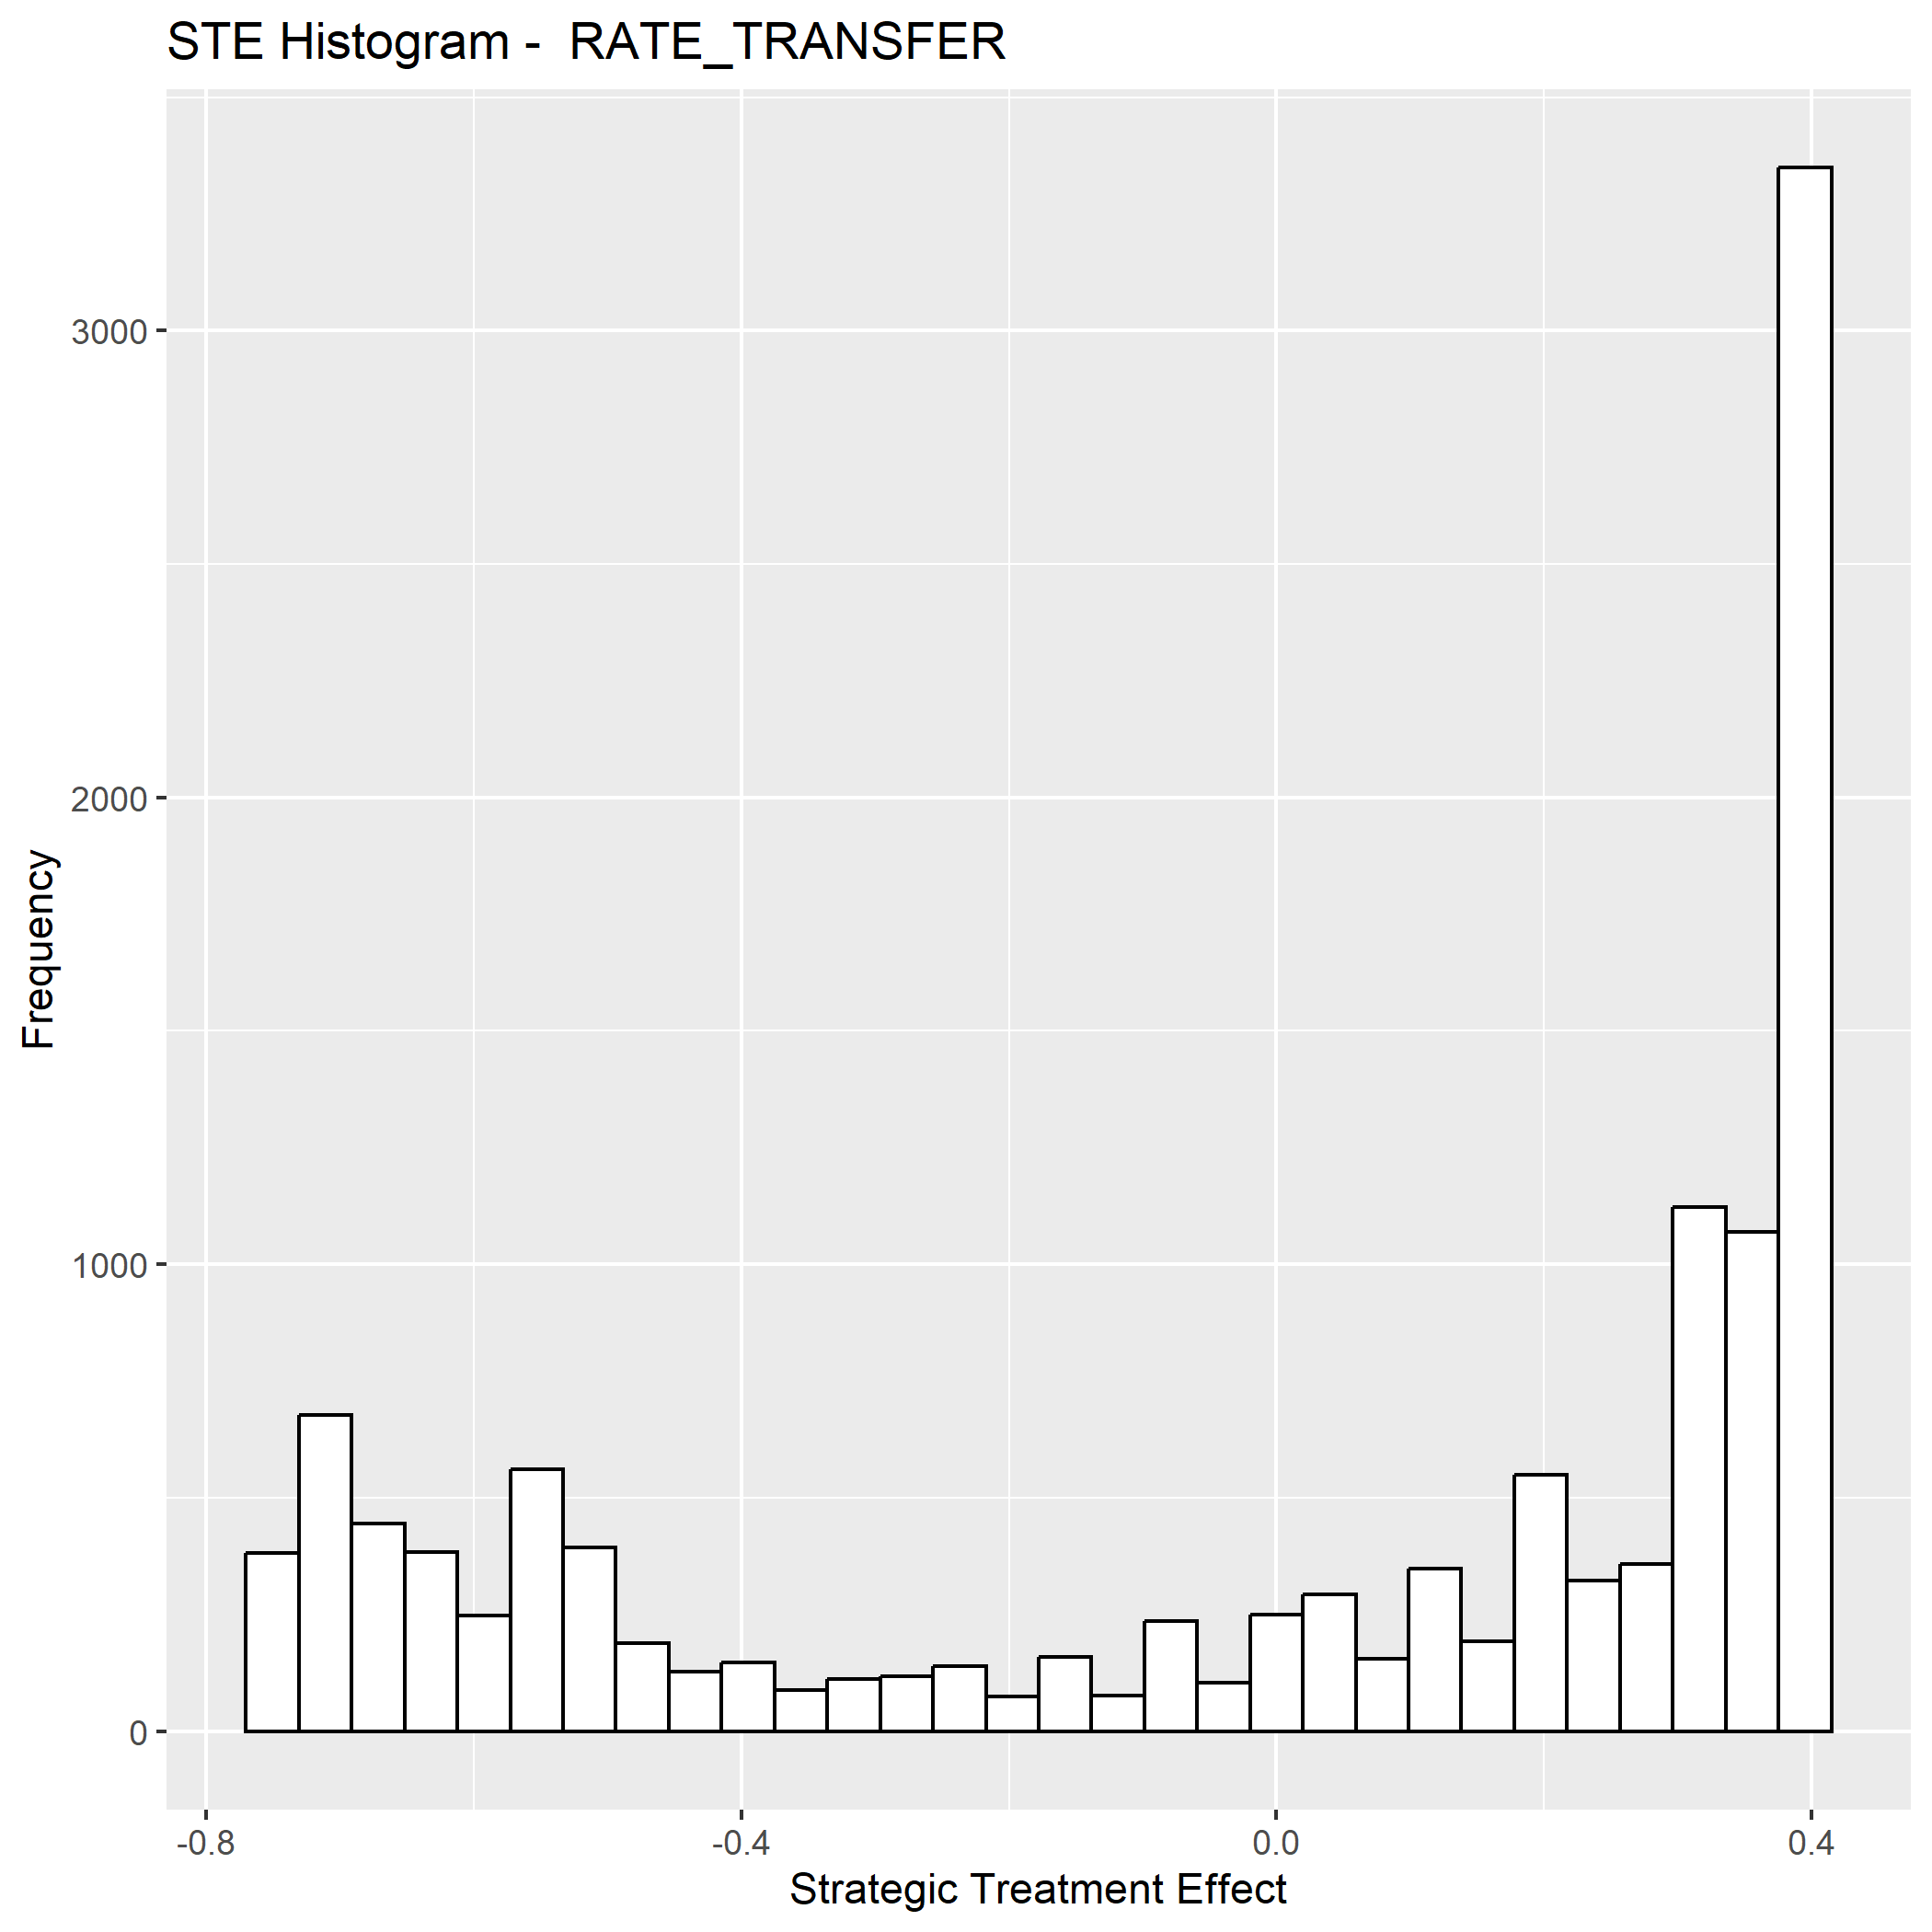 STE Histogram -  RATE_TRANSFER
3000
2000
1000
0
Frequency
-0.8
-0.4
0.0
0.4
Strategic Treatment Effect